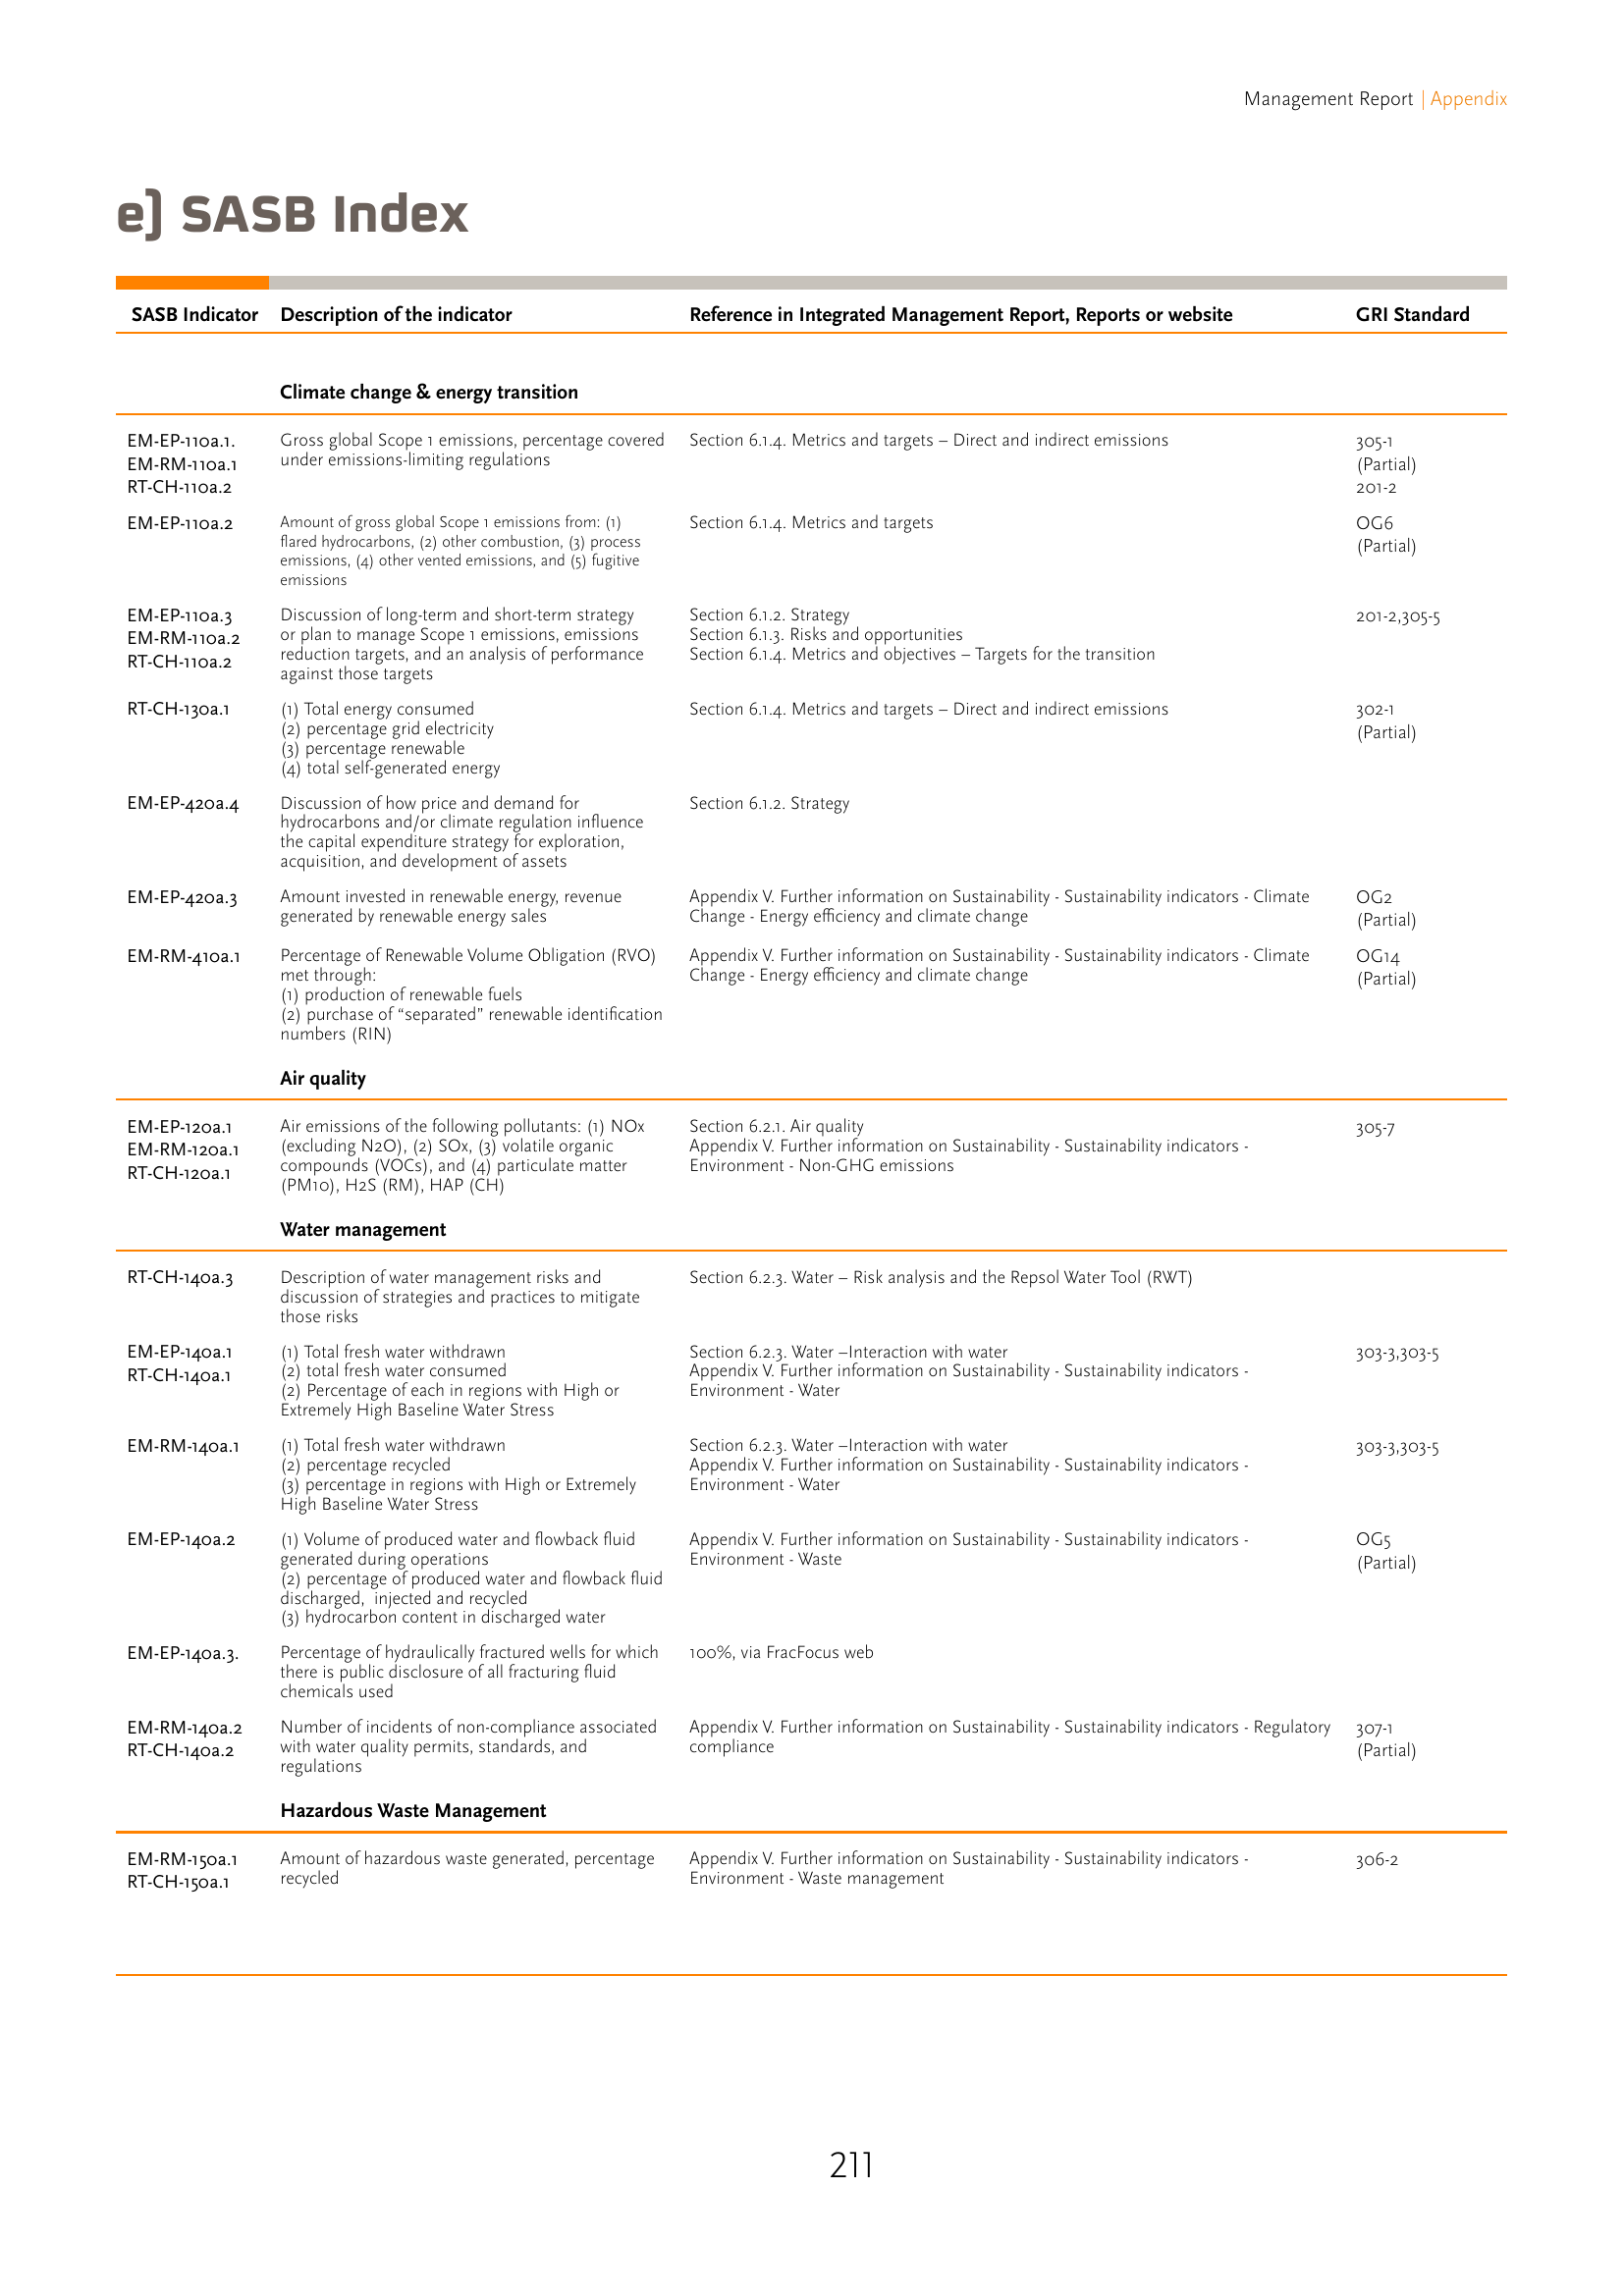 Management Report | Appendix
e) SASB Index
SASB Indicator Description of the indicator Reference in Integrated Management Report, Reports or website GRI Standard
Climate change & energy transition
EM-EP-110a.1. Gross global Scope 1 emissions, percentage covered Section 6.1.4. Metrics and targets – Direct and indirect emissions 305-1
EM-RM-110a.1 under emissions-limiting regulations (Partial)
RT-CH-110a.2 201-2
EM-EP-110a.2 Amount of gross global Scope 1 emissions from: (1) Section 6.1.4. Metrics and targets OG6
flared hydrocarbons, (2) other combustion, (3) process (Partial)
emissions, (4) other vented emissions, and (5) fugitive
emissions
EM-EP-110a.3 Discussion of long-term and short-term strategy Section 6.1.2. Strategy 201-2,305-5
EM-RM-110a.2 or plan to manage Scope 1 emissions, emissions Section 6.1.3. Risks and opportunities
RT-CH-110a.2 reduction targets, and an analysis of performance Section 6.1.4. Metrics and objectives – Targets for the transition
against those targets
RT-CH-130a.1 (1) Total energy consumed Section 6.1.4. Metrics and targets – Direct and indirect emissions 302-1
(2) percentage grid electricity (Partial)
(3) percentage renewable
(4) total self-generated energy
EM-EP-420a.4 Discussion of how price and demand for Section 6.1.2. Strategy
hydrocarbons and/or climate regulation influence
the capital expenditure strategy for exploration,
acquisition, and development of assets
EM-EP-420a.3 Amount invested in renewable energy, revenue Appendix V. Further information on Sustainability - Sustainability indicators - Climate OG2
generated by renewable energy sales Change - Energy efficiency and climate change (Partial)
EM-RM-410a.1 Percentage of Renewable Volume Obligation (RVO) Appendix V. Further information on Sustainability - Sustainability indicators - Climate OG14
met through: Change - Energy efficiency and climate change (Partial)
(1) production of renewable fuels
(2) purchase of “separated” renewable identification
numbers (RIN)
Air quality
EM-EP-120a.1 Air emissions of the following pollutants: (1) NOx Section 6.2.1. Air quality 305-7
EM-RM-120a.1 (excluding N2O), (2) SOx, (3) volatile organic Appendix V. Further information on Sustainability - Sustainability indicators -
RT-CH-120a.1 compounds (VOCs), and (4) particulate matter Environment - Non-GHG emissions
(PM10), H2S (RM), HAP (CH)
Water management
RT-CH-140a.3 Description of water management risks and Section 6.2.3. Water – Risk analysis and the Repsol Water Tool (RWT)
discussion of strategies and practices to mitigate
those risks
EM-EP-140a.1 (1) Total fresh water withdrawn Section 6.2.3. Water –Interaction with water 303-3,303-5
RT-CH-140a.1 (2) total fresh water consumed Appendix V. Further information on Sustainability - Sustainability indicators -
(2) Percentage of each in regions with High or Environment - Water
Extremely High Baseline Water Stress
EM-RM-140a.1 (1) Total fresh water withdrawn Section 6.2.3. Water –Interaction with water 303-3,303-5
(2) percentage recycled Appendix V. Further information on Sustainability - Sustainability indicators -
(3) percentage in regions with High or Extremely Environment - Water
High Baseline Water Stress
EM-EP-140a.2 (1) Volume of produced water and flowback fluid Appendix V. Further information on Sustainability - Sustainability indicators - OG5
generated during operations Environment - Waste (Partial)
(2) percentage of produced water and flowback fluid
discharged, injected and recycled
(3) hydrocarbon content in discharged water
EM-EP-140a.3. Percentage of hydraulically fractured wells for which 100%, via FracFocus web
there is public disclosure of all fracturing fluid
chemicals used
EM-RM-140a.2 Number of incidents of non-compliance associated Appendix V. Further information on Sustainability - Sustainability indicators - Regulatory 307-1
RT-CH-140a.2 with water quality permits, standards, and compliance (Partial)
regulations
Hazardous Waste Management
EM-RM-150a.1 Amount of hazardous waste generated, percentage Appendix V. Further information on Sustainability - Sustainability indicators - 306-2
RT-CH-150a.1 recycled Environment - Waste management
211